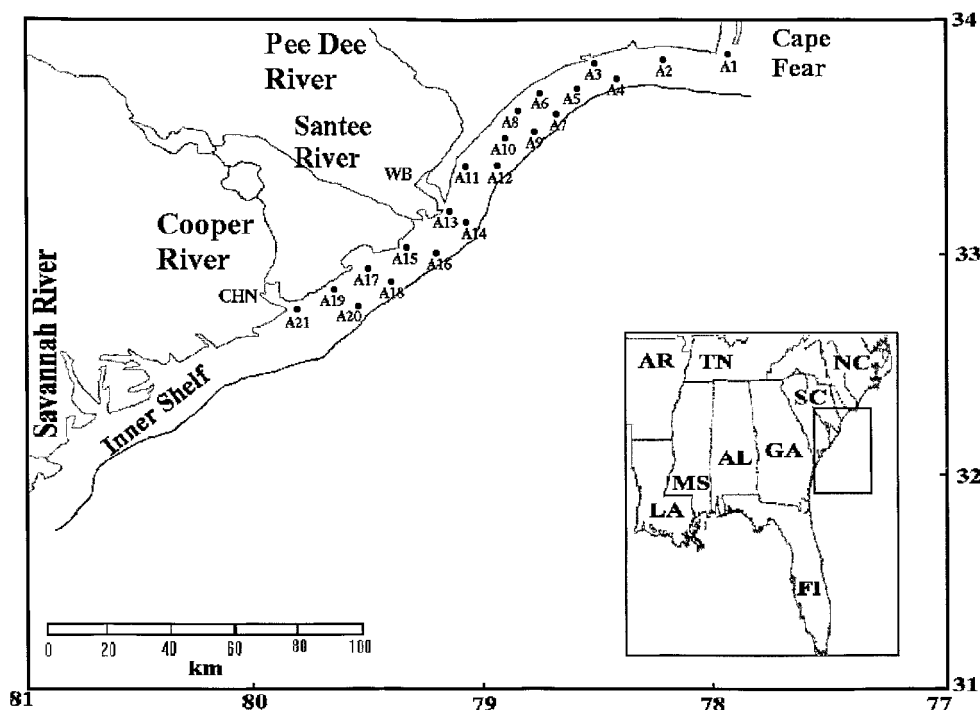 34
Pee Dee
River
Cape
Fear
A1
A2
A3
A4
A5
A6
A7
A8
A9
A10
Santee
River
WB
A11
A12
A13
A14
Cooper
River
33
A15
A16
A17
A18
CHN
A19
A20
A21
Savannah River
Inner Shelf
AR
TN
NC
SC
GA
AL
MS
LA
FI
32
0 20 40 60 80 100
km
31
81 80 79 78 77